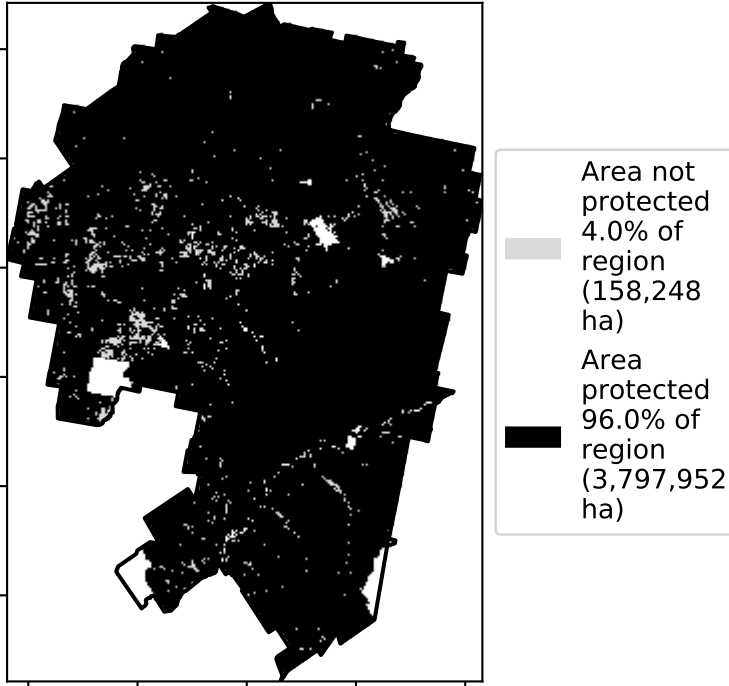 Area not
protected
4.0% of
region
(158,248
ha)
Area
protected
96.0% of
region
(3,797,952
ha)